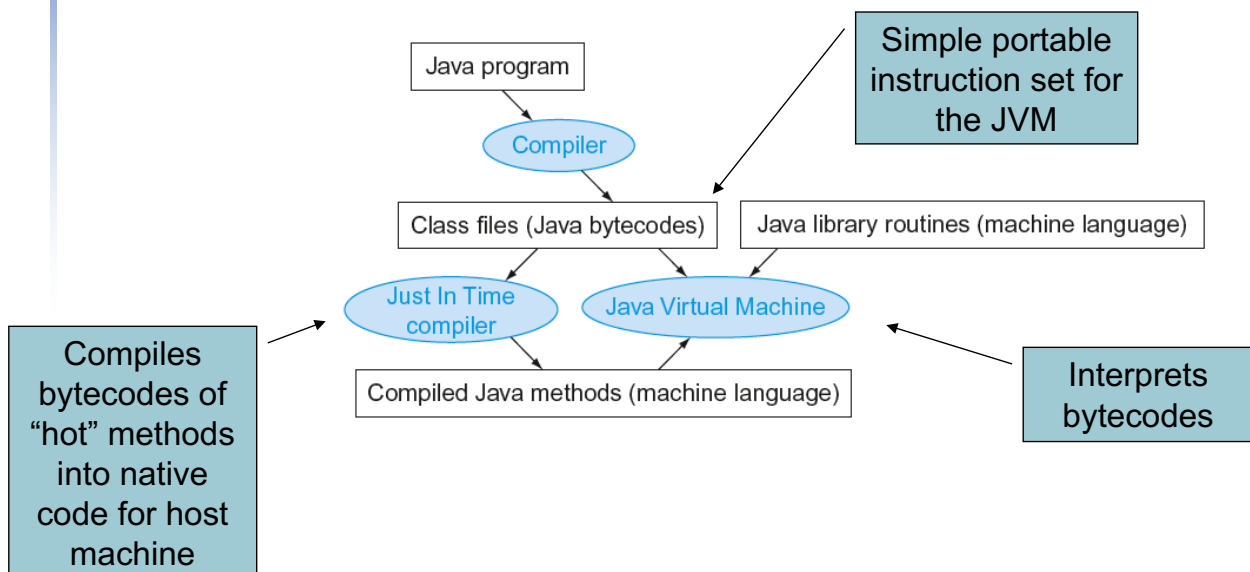 Java program
Simple portable
instruction set for
the JVM
Compiler
Class files (Java bytecodes)
Java library routines (machine language)
Just In Time
compiler
Java Virtual Machine
Compiles
bytecodes of
“hot” methods
into native
code for host
machine
Compiled Java methods (machine language)
Interprets
bytecodes